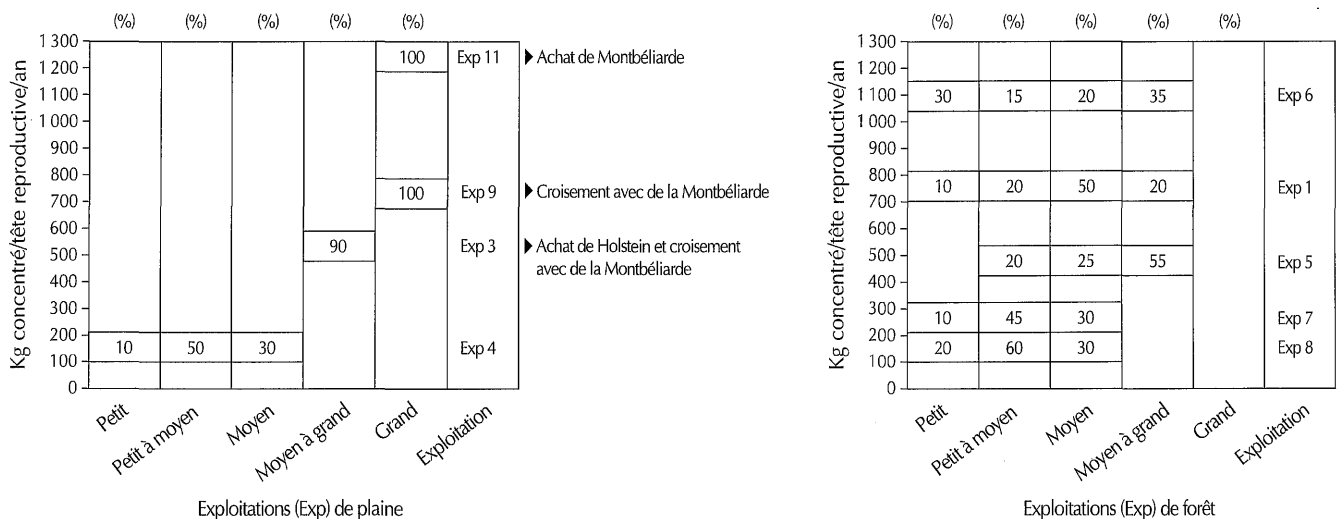 (%) (%) (%) (%) (%)
Kg concentré/tête reproductive/an
1 300
1 200
1 100
1 000
900
800
700
600
500
400
300
200
100
0
100 Exp 11 ▶ Achat de Montbéliarde
100 Exp 9 ▶ Croisement avec de la Montbéliarde
90 Exp 3 ▶ Achat de Holstein et croisement
avec de la Montbéliarde
10 50 30 Exp 4
Petit
Petit à moyen
Moyen
Moyen à grand
Grand
Exploitation
Exploitations (Exp) de plaine
(%) (%) (%) (%) (%)
Kg concentré/tête reproductive/an
1 300
1 200
1 100
1 000
900
800
700
600
500
400
300
200
100
0
30 15 20 35 Exp 6
10 20 50 20 Exp 1
20 25 55 Exp 5
10 45 30 Exp 7
20 60 30 Exp 8
Petit
Petit à moyen
Moyen
Moyen à grand
Grand
Exploitation
Exploitations (Exp) de forêt